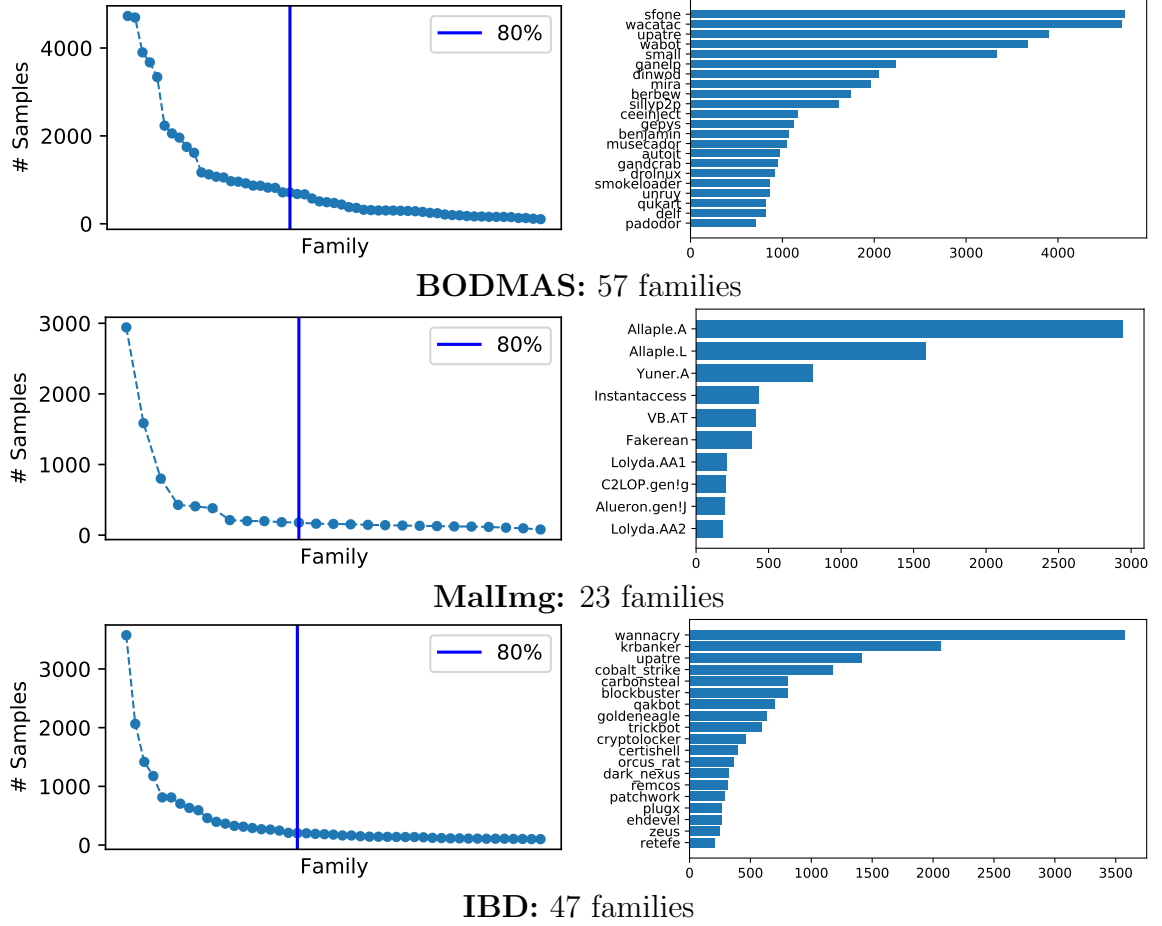 # Samples
4000
2000
0
80%
Family
sfone
wacatac
upatre
wabot
small
ganelp
dinwod
mira
berbew
sillyp2p
ceeinject
gepys
benjamin
musecador
autoit
gandcrab
drolnux
smokeloader
unruy
qukart
delf
padodor
0 1000 2000 3000 4000
BODMAS: 57 families
# Samples
3000
2000
1000
0
80%
Family
Allaple.A
Allaple.L
Yuner.A
Instantaccess
VB.AT
Fakerean
Lolyda.AA1
C2LOP.gen!g
Alueron.gen!J
Lolyda.AA2
0 500 1000 1500 2000 2500 3000
MalImg: 23 families
# Samples
3000
2000
1000
0
80%
Family
wannacry
krbanker
upatre
cobalt_strike
carbonsteal
blockbuster
qakbot
goldeneagle
trickbot
cryptolocker
certishell
orcus_rat
dark_nexus
remcos
patchwork
plugx
ehdevel
zeus
retefe
0 500 1000 1500 2000 2500 3000 3500
IBD: 47 families